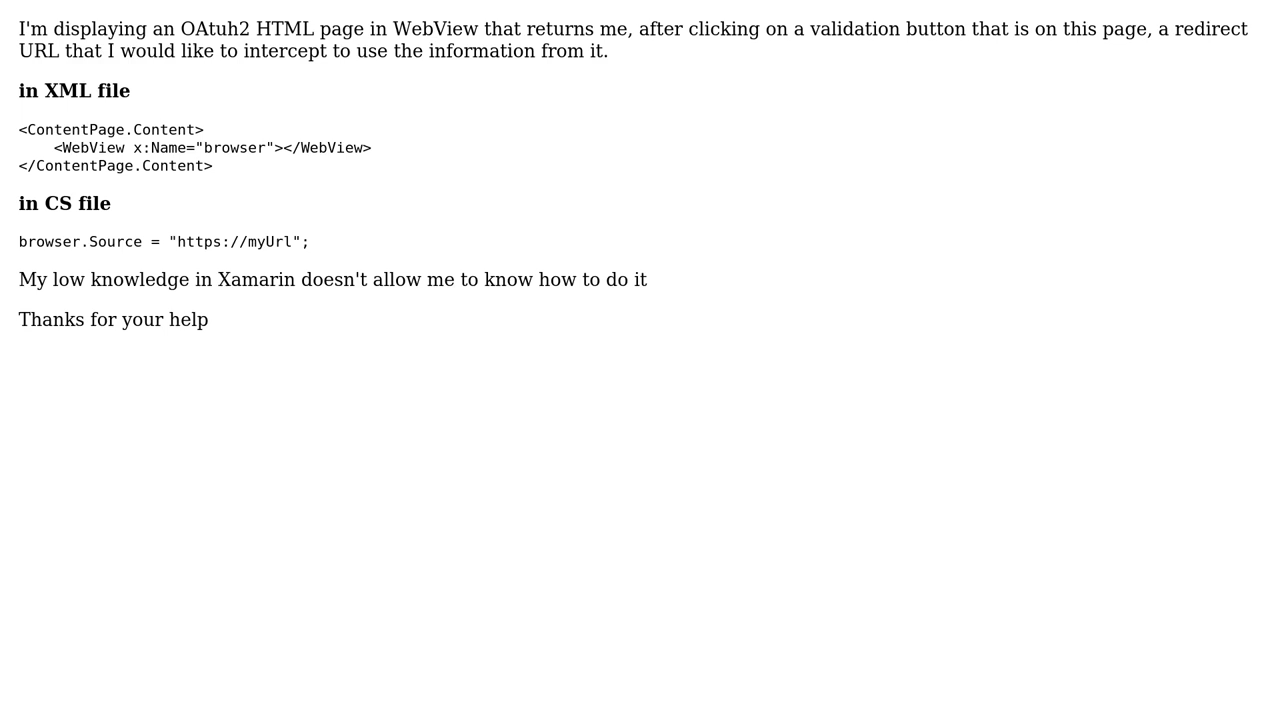 I'm displaying an OAtuh2 HTML page in WebView that returns me, after clicking on a validation button that is on this page, a redirect
URL that I would like to intercept to use the information from it.
in XML file
<ContentPage.Content>
    <WebView x:Name="browser"></WebView>
</ContentPage.Content>
in CS file
browser.Source = "https://myUrl";
My low knowledge in Xamarin doesn't allow me to know how to do it
Thanks for your help